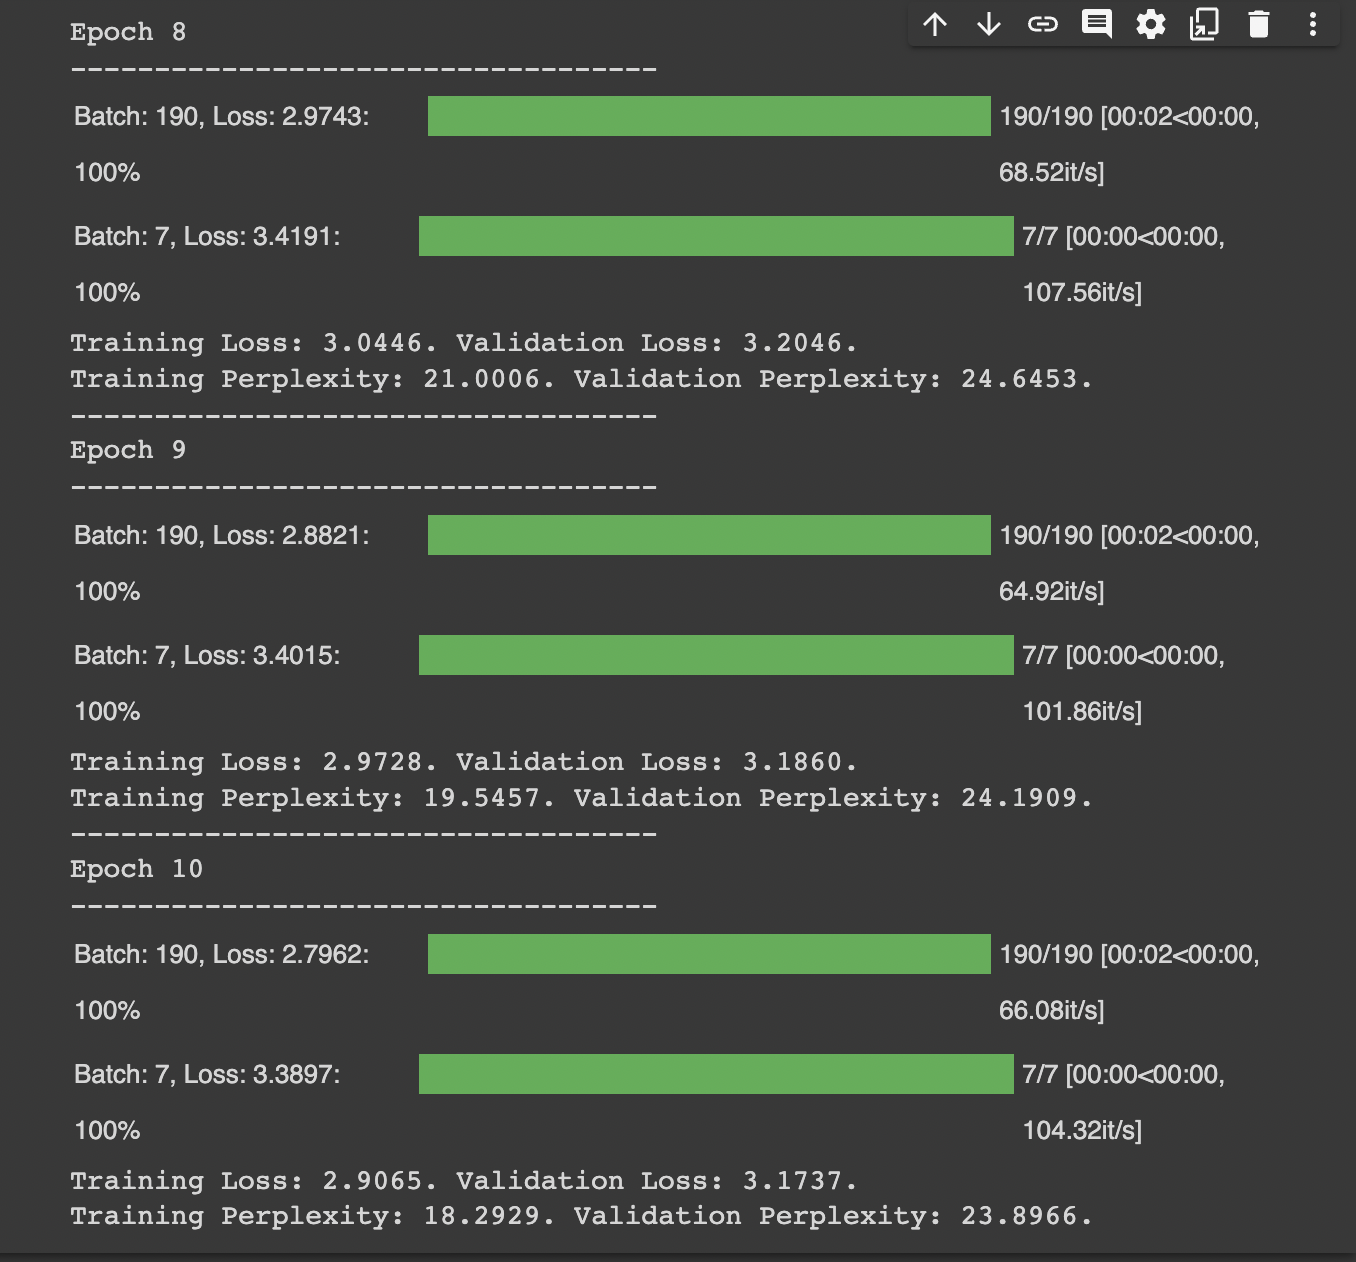 Epoch 8
-----------------------------------
Batch: 190, Loss: 2.9743: 190/190 [00:02<00:00,
100% 68.52it/s]
Batch: 7, Loss: 3.4191: 7/7 [00:00<00:00,
100% 107.56it/s]
Training Loss: 3.0446. Validation Loss: 3.2046.
Training Perplexity: 21.0006. Validation Perplexity: 24.6453.
-----------------------------------
Epoch 9
-----------------------------------
Batch: 190, Loss: 2.8821: 190/190 [00:02<00:00,
100% 64.92it/s]
Batch: 7, Loss: 3.4015: 7/7 [00:00<00:00,
100% 101.86it/s]
Training Loss: 2.9728. Validation Loss: 3.1860.
Training Perplexity: 19.5457. Validation Perplexity: 24.1909.
-----------------------------------
Epoch 10
-----------------------------------
Batch: 190, Loss: 2.7962: 190/190 [00:02<00:00,
100% 66.08it/s]
Batch: 7, Loss: 3.3897: 7/7 [00:00<00:00,
100% 104.32it/s]
Training Loss: 2.9065. Validation Loss: 3.1737.
Training Perplexity: 18.2929. Validation Perplexity: 23.8966.